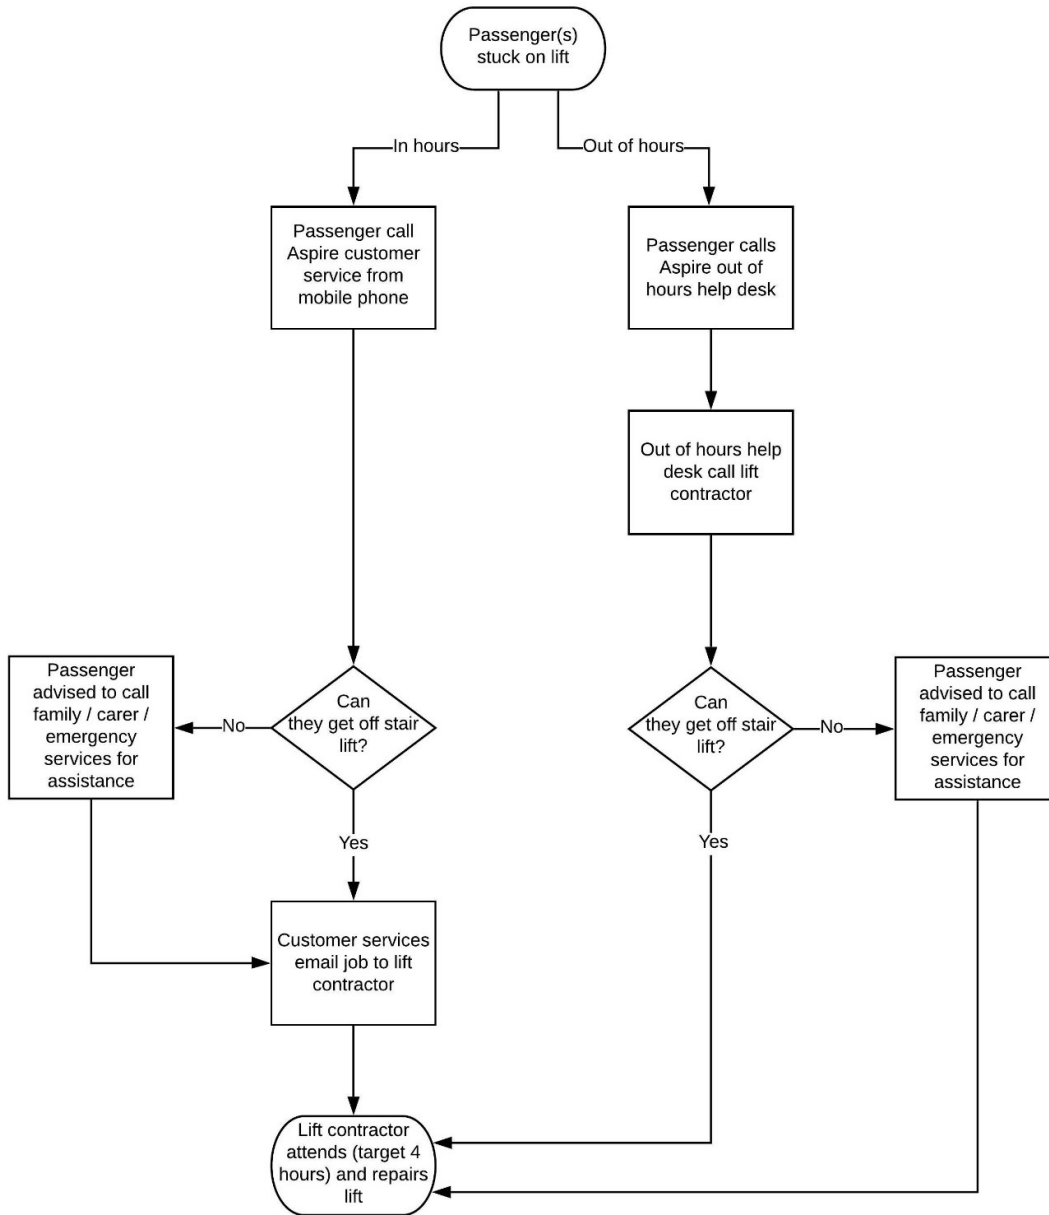 Passenger(s)
stuck on lift
In hours
Out of hours
Passenger call
Aspire customer
service from
mobile phone
Passenger calls
Aspire out of
hours help desk
Out of hours help
desk call lift
contractor
Passenger
advised to call
family / carer /
emergency
services for
assistance
No
Can
they get off stair
lift?
Can
they get off stair
lift?
No
Passenger
advised to call
family / carer /
emergency
services for
assistance
Yes
Yes
Customer services
email job to lift
contractor
Lift contractor
attends (target 4
hours) and repairs
lift